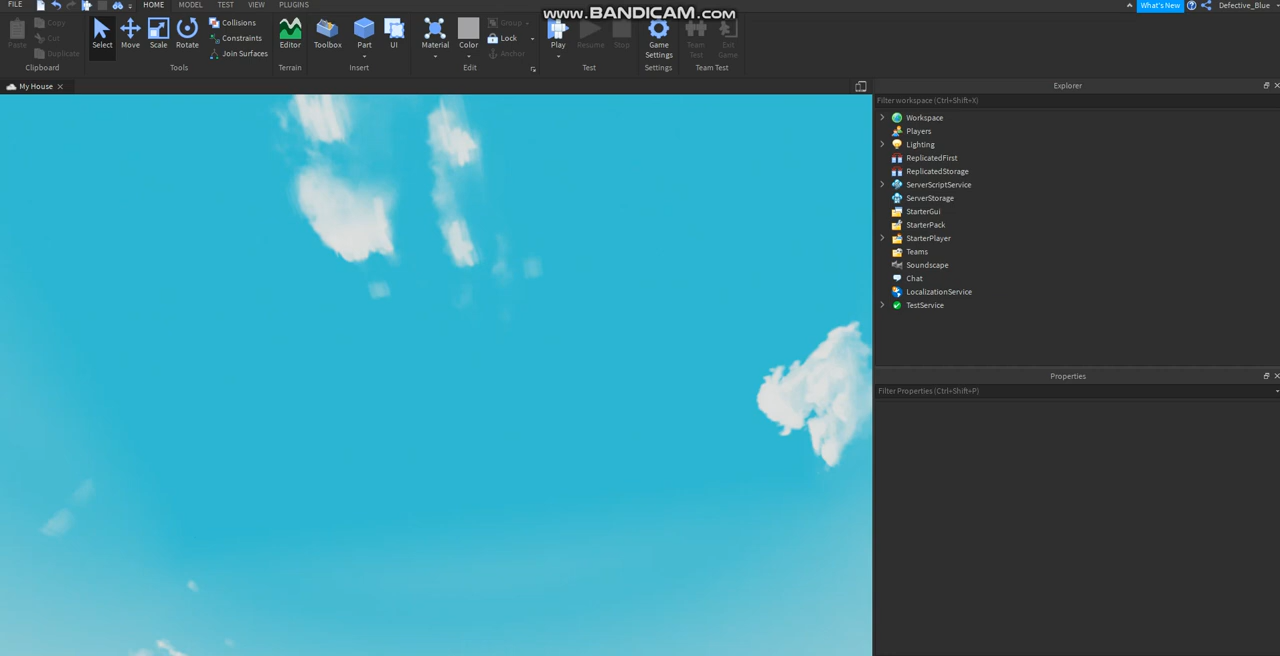 FILE HOME MODEL TEST VIEW PLUGINS
www.BANDICAM.com
What's New Defective_Blue
Paste Copy Cut Duplicate
Clipboard
Select Move Scale Rotate
Collisions
Constraints
Join Surfaces
Tools
Editor
Terrain
Toolbox Part UI
Insert
Material Color
Group
Lock
Anchor
Edit
Play Resume Stop
Test
Game Settings
Settings
Team Test Exit Game
Team Test
My House
Explorer
Filter workspace (Ctrl+Shift+X)
Workspace
Players
Lighting
ReplicatedFirst
ReplicatedStorage
ServerScriptService
ServerStorage
StarterGui
StarterPack
StarterPlayer
Teams
Soundscape
Chat
LocalizationService
TestService
Properties
Filter Properties (Ctrl+Shift+P)